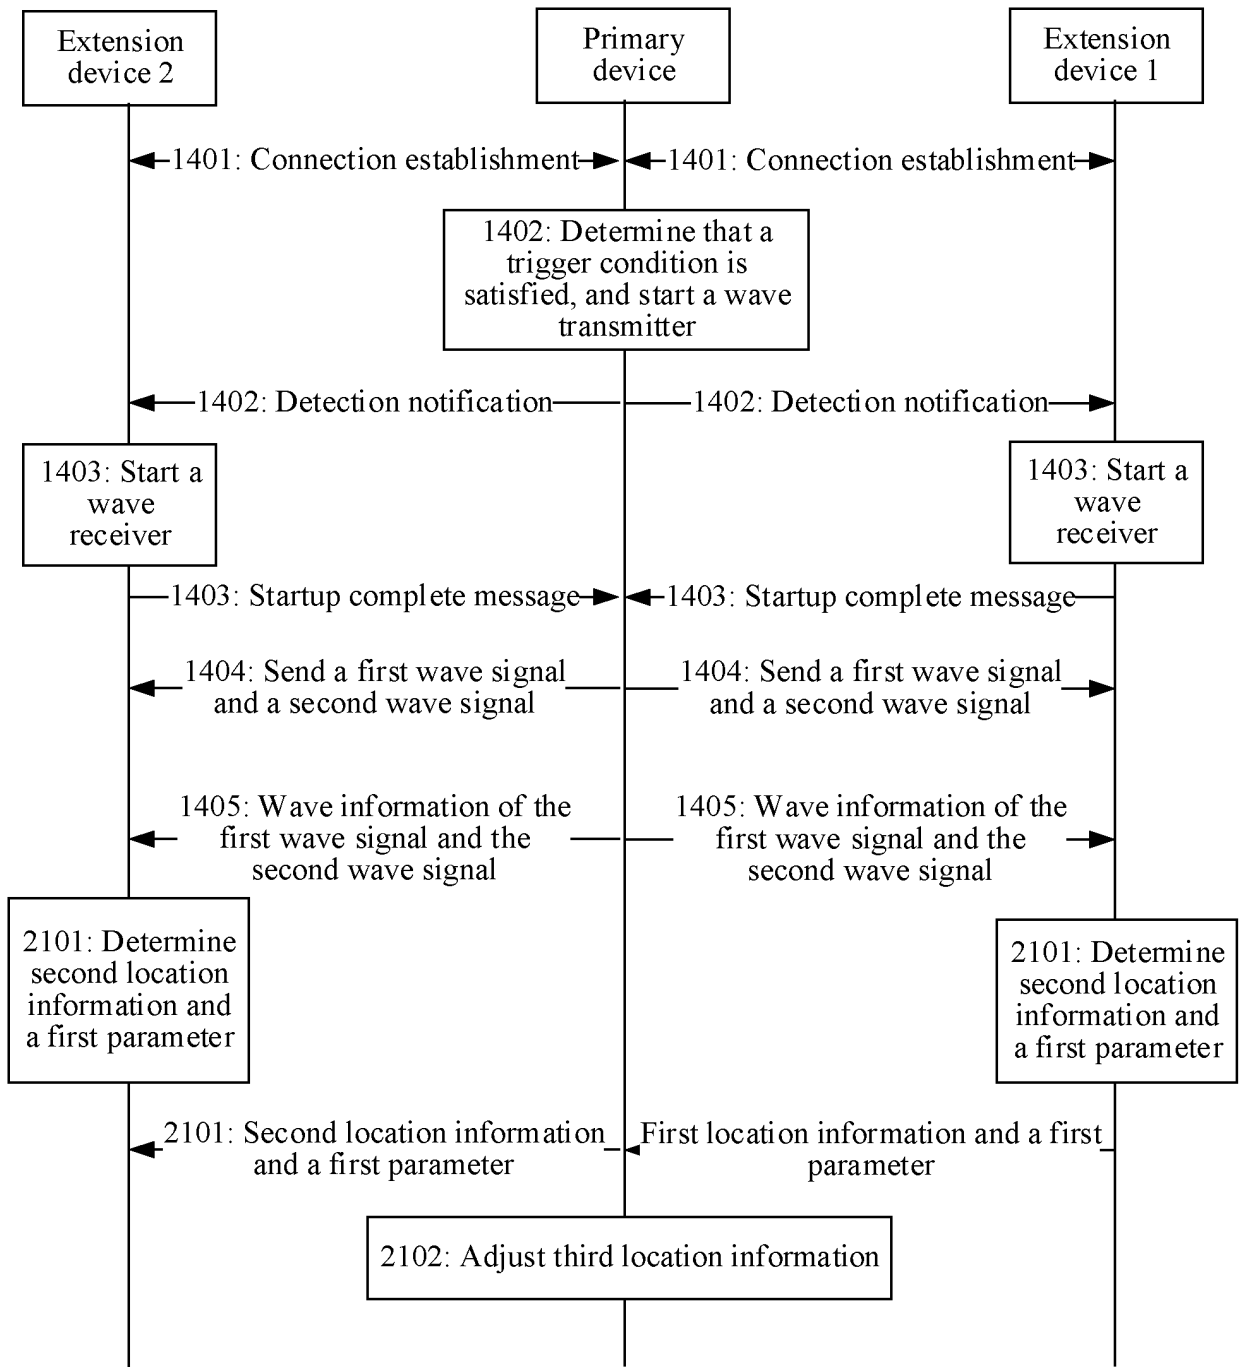 Extension
device 2
Primary
device
Extension
device 1
1401: Connection establishment
1401: Connection establishment
1402: Determine that a
trigger condition is
satisfied, and start a wave
transmitter
1402: Detection notification
1402: Detection notification
1403: Start a
wave
receiver
1403: Start a
wave
receiver
1403: Startup complete message
1403: Startup complete message
1404: Send a first wave signal
and a second wave signal
1404: Send a first wave signal
and a second wave signal
1405: Wave information of the
first wave signal and the
second wave signal
1405: Wave information of the
first wave signal and the
second wave signal
2101: Determine
second location
information and
a first parameter
2101: Determine
second location
information and
a first parameter
2101: Second location information
and a first parameter
First location information and a first
parameter
2102: Adjust third location information